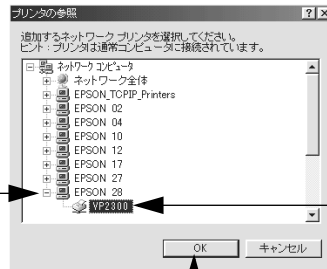 プリンタの参照
追加するネットワーク プリンタを選択してください。
ヒント : プリンタは通常コンピュータに接続されています。
ネットワーク コンピュータ
ネットワーク全体
EPSON_TCPIP_Printers
EPSON 02
EPSON 04
EPSON 10
EPSON 12
EPSON 17
EPSON 27
EPSON 28
VP2300
OK
キャンセル